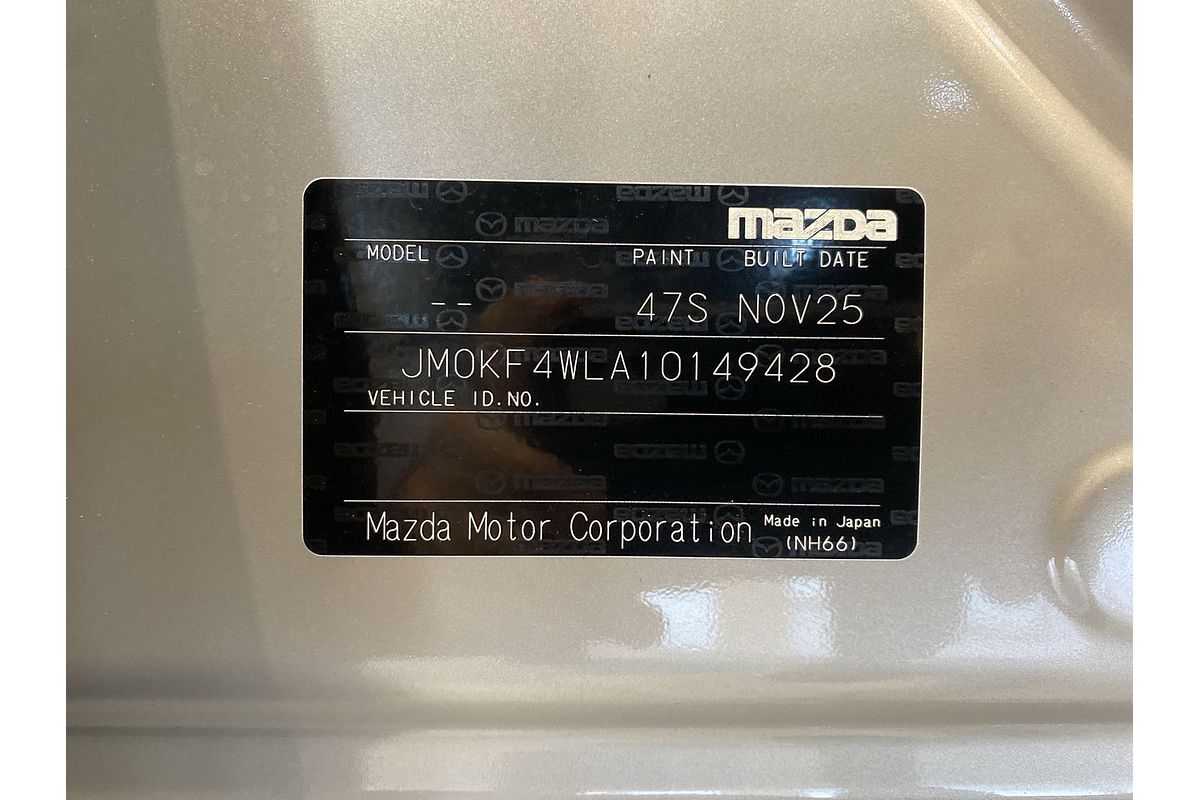 mazda
MODEL PAINT BUILT DATE
-- 47S NOV25
JM0KF4WLA10149428
VEHICLE ID.NO.
Mazda Motor Corporation Made in Japan
(NH66)